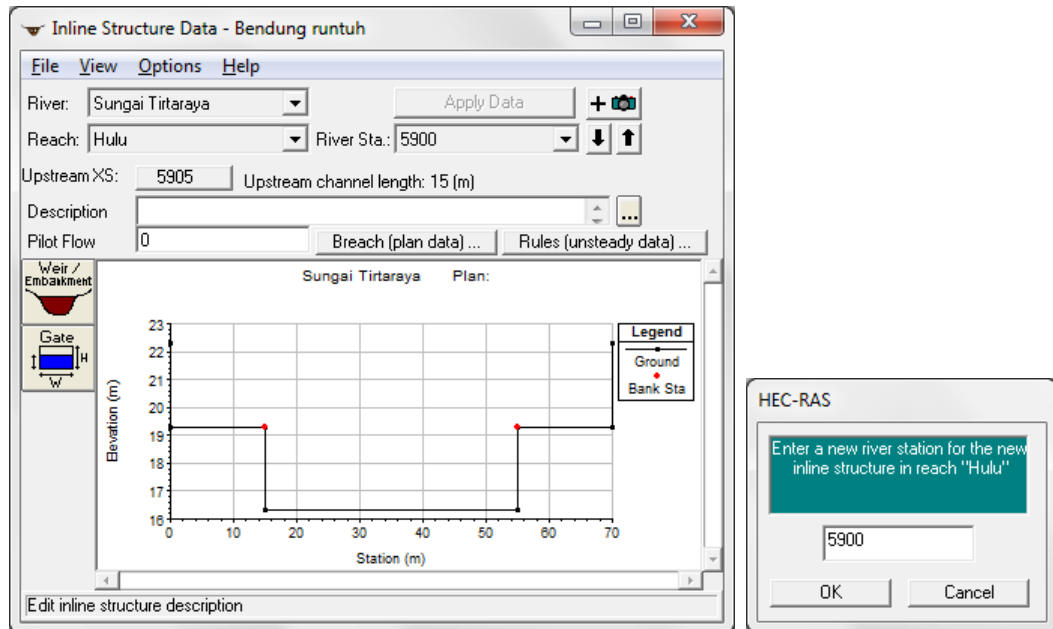 Inline Structure Data - Bendung runtuh
File View Options Help
River: Sungai Tirtaraya Apply Data +
Reach: Hulu River Sta.: 5900
Upstream XS: 5905 Upstream channel length: 15 (m)
Description ...
Pilot Flow 0 Breach (plan data) ... Rules (unsteady data) ...
Weir /
Embankment
Gate
H
W
Sungai Tirtaraya Plan:
23
22
21
20
19
18
17
16
Elevation (m)
0 10 20 30 40 50 60 70
Station (m)
Legend
Ground
Bank Sta
Edit inline structure description
HEC-RAS
Enter a new river station for the new
inline structure in reach "Hulu"
5900
OK Cancel